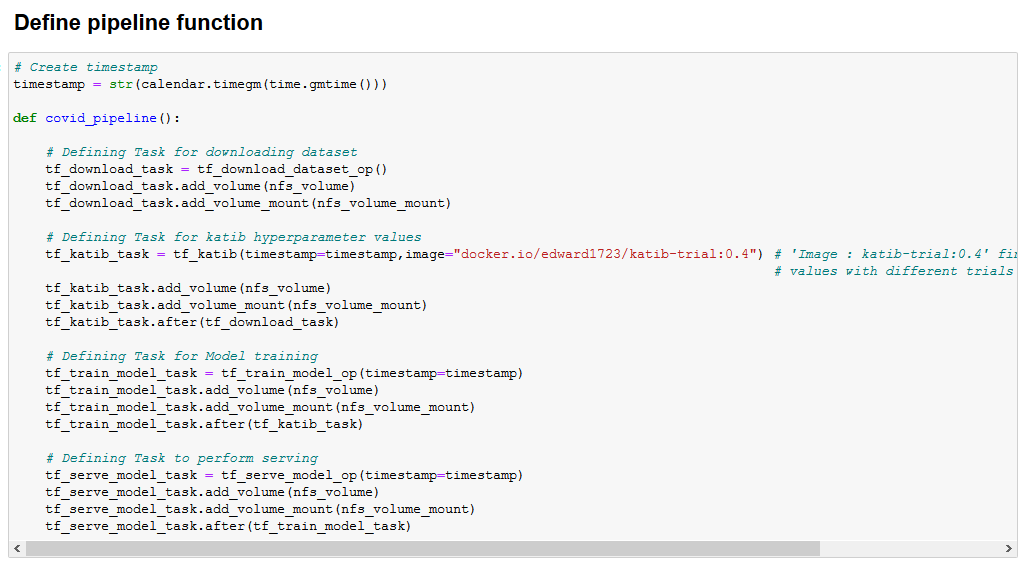 Define pipeline function
# Create timestamp
timestamp = str(calendar.timegm(time.gmtime()))
def covid_pipeline():
# Defining Task for downloading dataset
tf_download_task = tf_download_dataset_op()
tf_download_task.add_volume(nfs_volume)
tf_download_task.add_volume_mount(nfs_volume_mount)
# Defining Task for katib hyperparameter values
tf_katib_task = tf_katib(timestamp=timestamp,image="docker.io/edward1723/katib-trial:0.4") # 'Image : katib-trial:0.4'
# values with different trials
tf_katib_task.add_volume(nfs_volume)
tf_katib_task.add_volume_mount(nfs_volume_mount)
tf_katib_task.after(tf_download_task)
# Defining Task for Model training
tf_train_model_task = tf_train_model_op(timestamp=timestamp)
tf_train_model_task.add_volume(nfs_volume)
tf_train_model_task.add_volume_mount(nfs_volume_mount)
tf_train_model_task.after(tf_katib_task)
# Defining Task to perform serving
tf_serve_model_task = tf_serve_model_op(timestamp=timestamp)
tf_serve_model_task.add_volume(nfs_volume)
tf_serve_model_task.add_volume_mount(nfs_volume_mount)
tf_serve_model_task.after(tf_train_model_task)